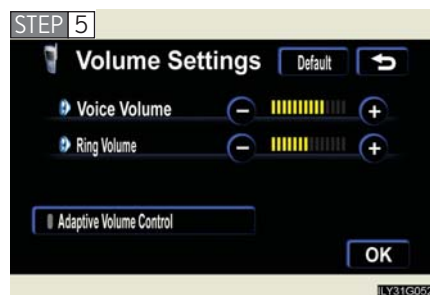 STEP 5
Volume Settings Default
Voice Volume - +
Ring Volume - +
Adaptive Volume Control
OK
ILY31G052